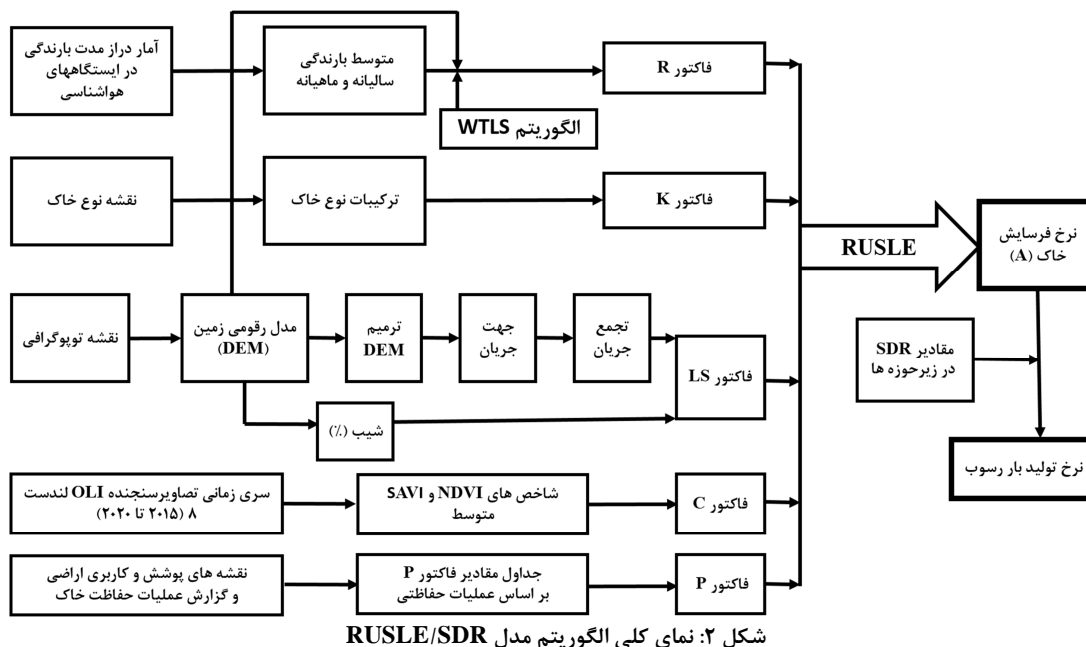 آمار دراز مدت بارندگی
در ایستگاههای
هواشناسی
متوسط بارندگی
سالیانه و ماهیانه
فاکتور R
الگوریتم WTLS
نقشه نوع خاک
ترکیبات نوع خاک
فاکتور K
RUSLE
نرخ فرسایش
خاک (A)
نقشه توپوگرافی
مدل رقومی زمین
(DEM)
ترمیم
DEM
جهت
جریان
تجمع
جریان
فاکتور LS
شیب (٪)
مقادیر SDR
در زیرحوزه ها
نرخ تولید بار رسوب
سری زمانی تصاویرسنجنده OLI لندست
۸ (۲۰۱۵ تا ۲۰۲۰)
شاخص های NDVI و SAVI
متوسط
فاکتور C
نقشه های پوشش و کاربری اراضی
و گزارش عملیات حفاظت خاک
جداول مقادیر فاکتور P
بر اساس عملیات حفاظتی
فاکتور P
شکل ۲: نمای کلی الگوریتم مدل RUSLE/SDR